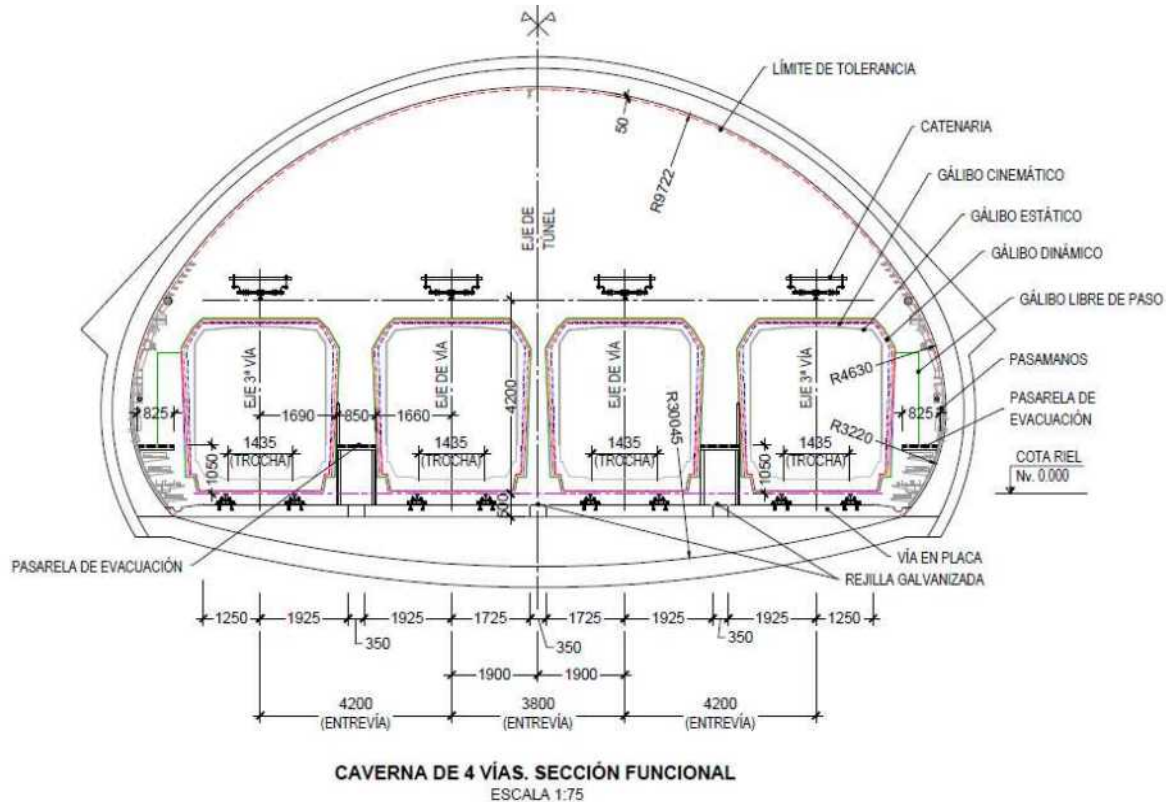 LÍMITE DE TOLERANCIA
50
CATENARIA
R9722
GÁLIBO CINEMÁTICO
EJE DE
TÚNEL
GÁLIBO ESTÁTICO
GÁLIBO DINÁMICO
GÁLIBO LIBRE DE PASO
EJE 3ª VÍA
EJE DE VÍA
EJE DE VÍA
EJE 3ª VÍA
4200
R4630
PASAMANOS
R30045
825
1690
850
1660
825
PASARELA DE
EVACUACIÓN
R3220
1435
(TROCHA)
1435
(TROCHA)
1435
(TROCHA)
1435
(TROCHA)
1050
1050
COTA RIEL
Nv. 0.000
500
PASARELA DE EVACUACIÓN
VÍA EN PLACA
REJILLA GALVANIZADA
1250
1925
1925
1725
1725
1925
1925
1250
350
350
350
1900
1900
4200
(ENTREVÍA)
3800
(ENTREVÍA)
4200
(ENTREVÍA)
CAVERNA DE 4 VÍAS. SECCIÓN FUNCIONAL
ESCALA 1:75